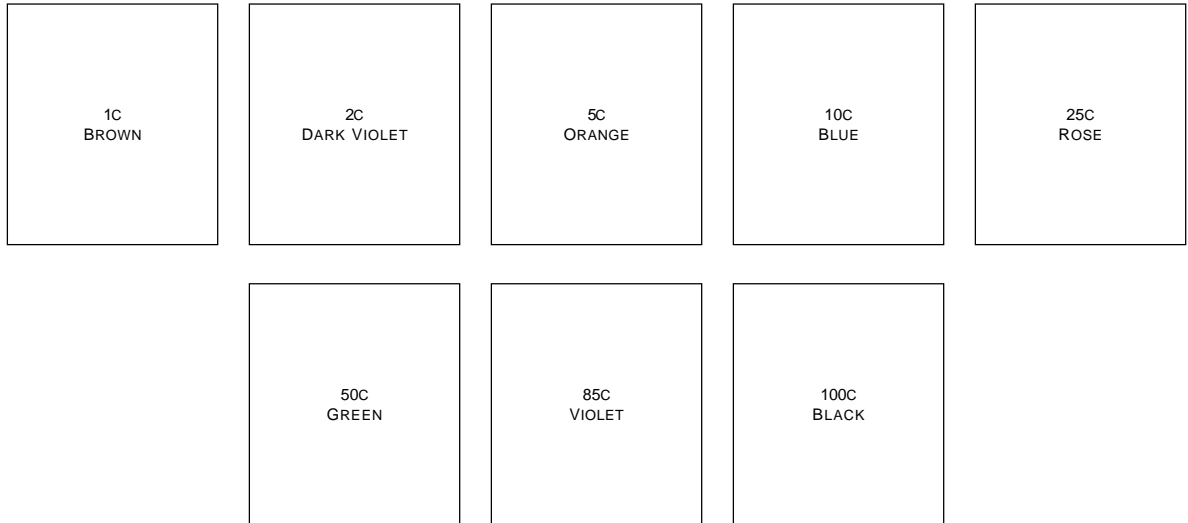 1C
BROWN
2C
DARK VIOLET
5C
ORANGE
10C
BLUE
25C
ROSE
50C
GREEN
85C
VIOLET
100C
BLACK